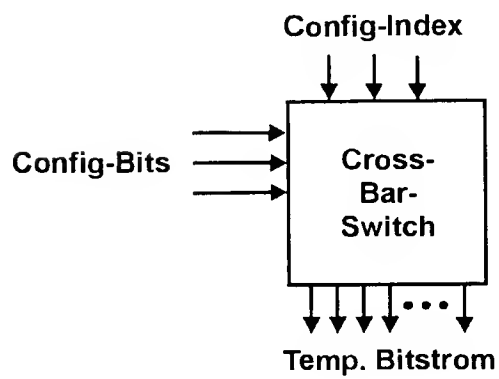 Config-Index
Config-Bits
Cross-
Bar-
Switch
Temp. Bitstrom